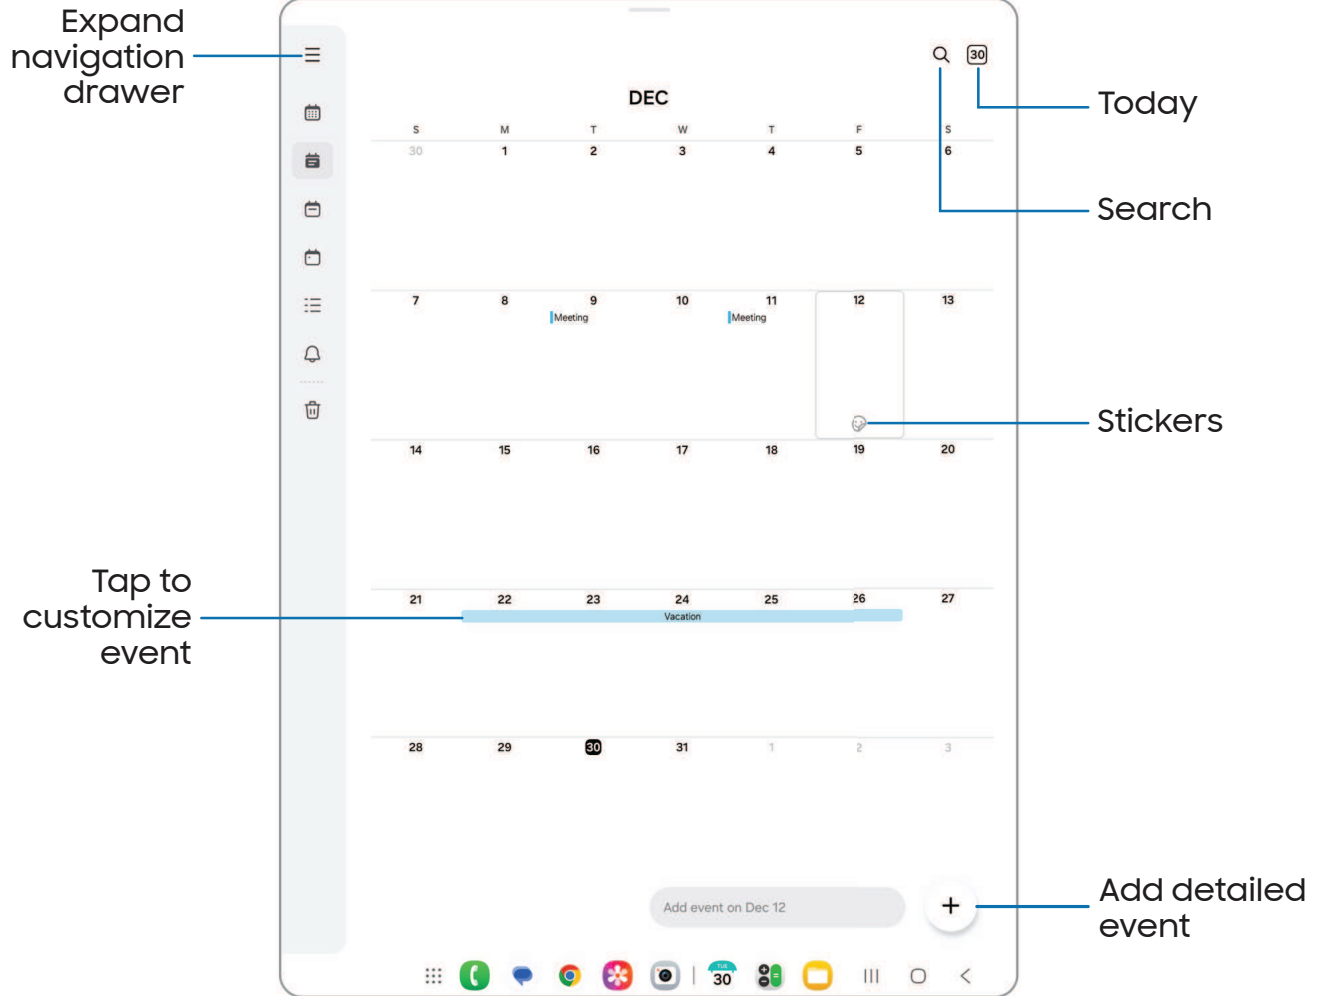 Expand
navigation
drawer
30
DEC
Today
S M T W T F S
30 1 2 3 4 5 6
Search
7 8 9 10 11 12 13
Meeting Meeting
Stickers
14 15 16 17 18 19 20
Tap to
customize
event
21 22 23 24 25 26 27
Vacation
28 29 30 31 1 2 3
Add event on Dec 12
Add detailed
event
TUE
30